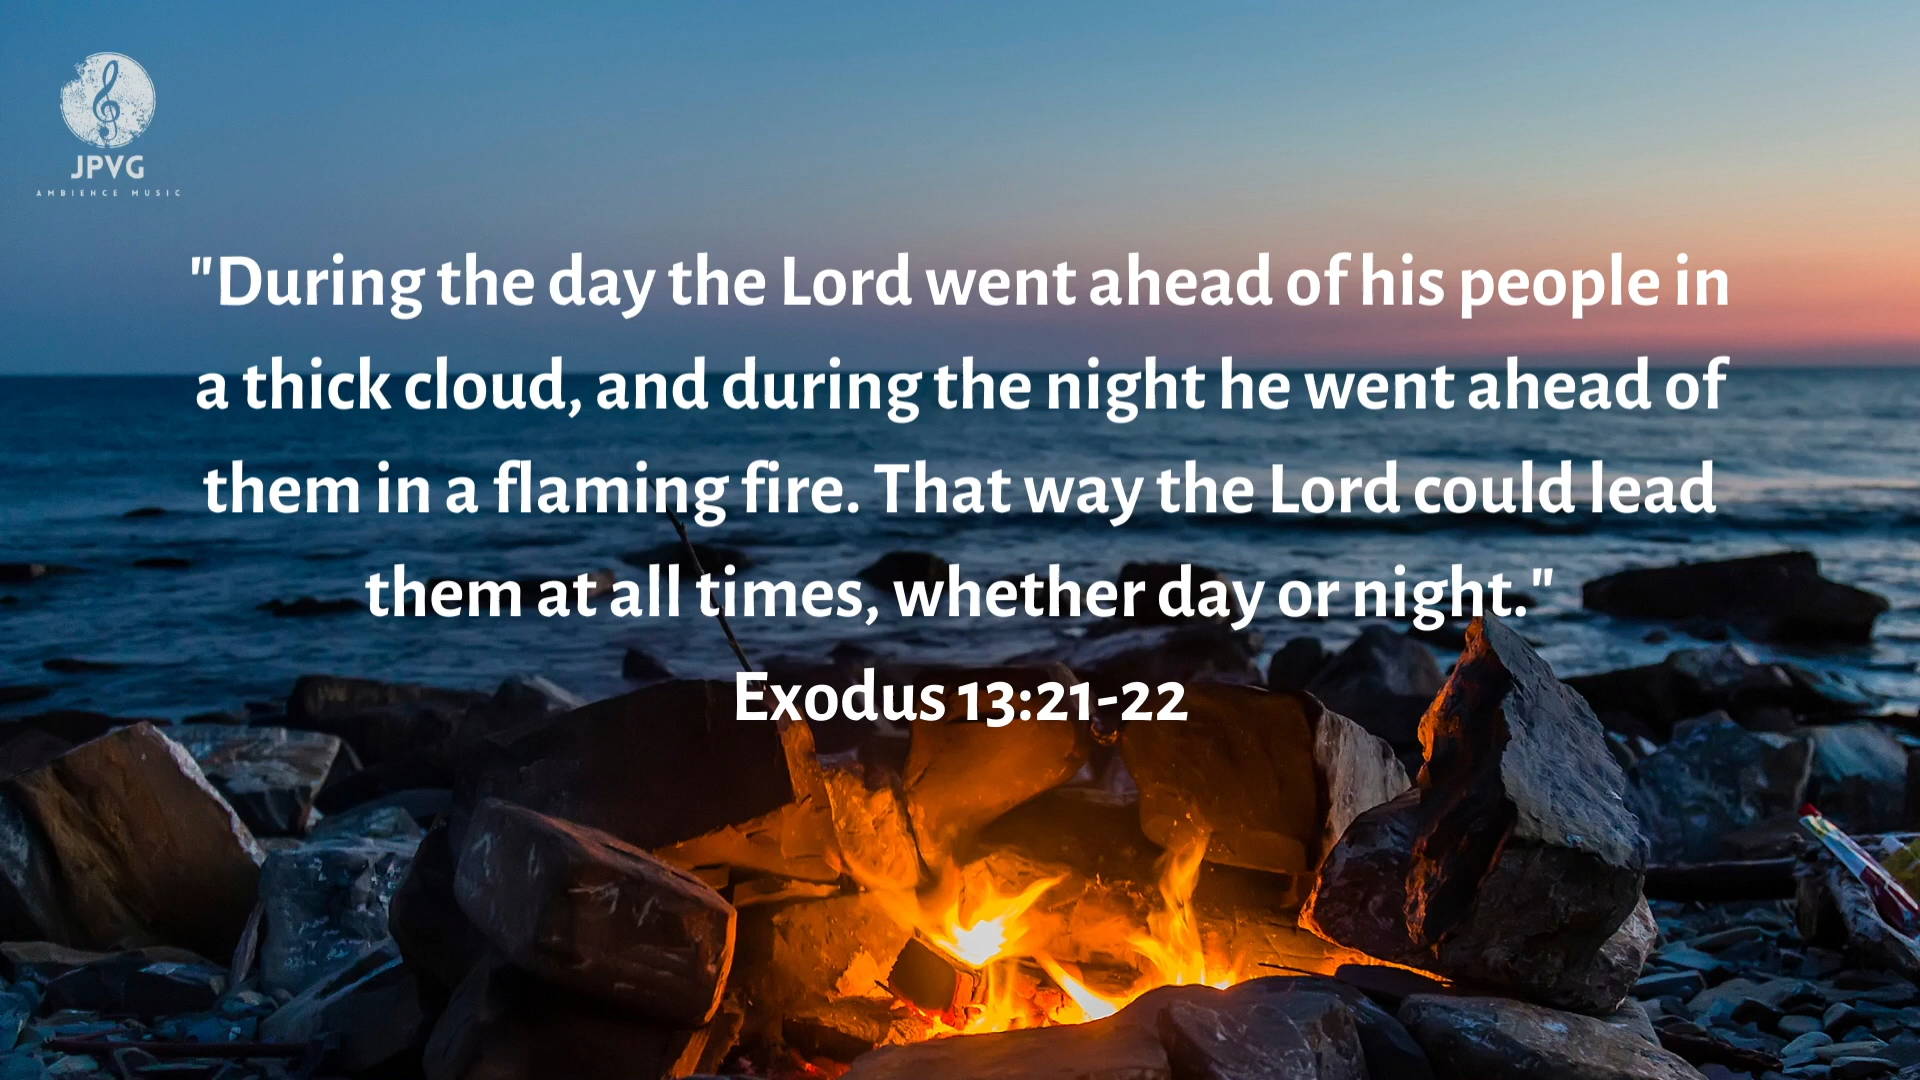 JPVG
AMBIENCE MUSIC
"During the day the Lord went ahead of his people in
a thick cloud, and during the night he went ahead of
them in a flaming fire. That way the Lord could lead
them at all times, whether day or night."
Exodus 13:21-22